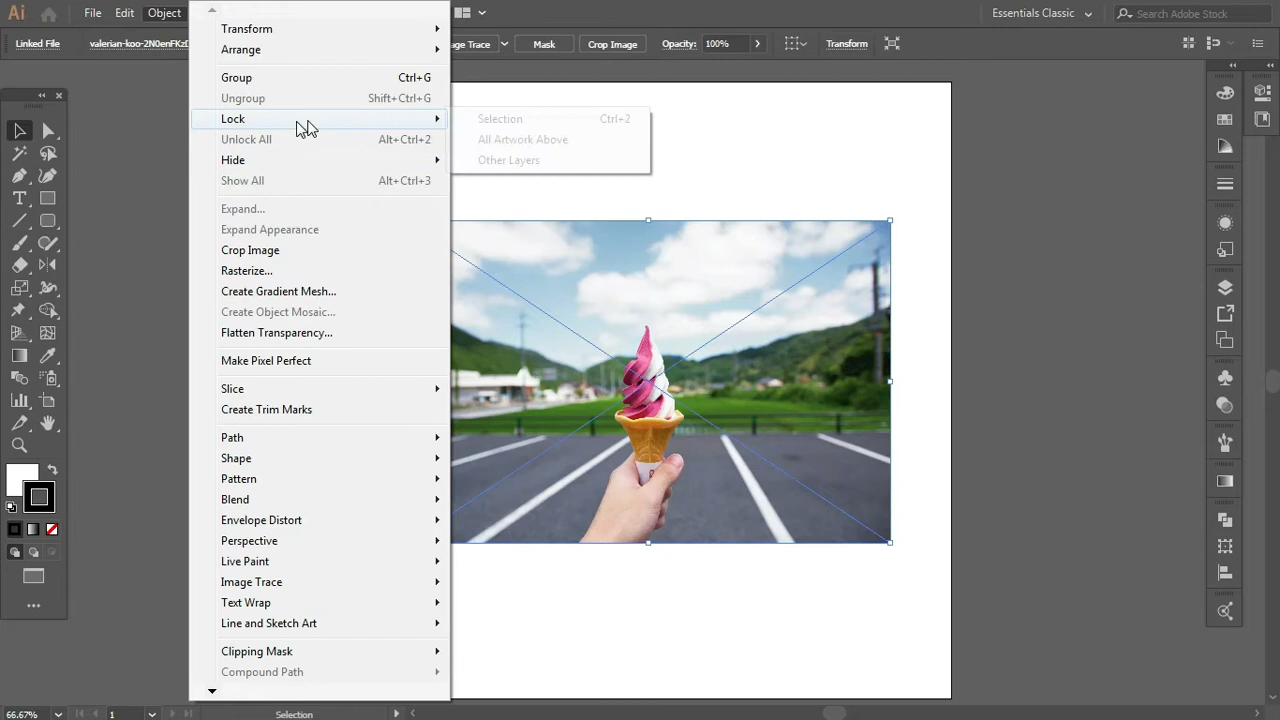 Ai
File
Edit
Object
Essentials Classic
Search Adobe Stock
Linked File
valerian-koo-2N0enFKzD
age Trace
Mask
Crop Image
Opacity:
100%
Transform
Transform
Arrange
Group Ctrl+G
Ungroup Shift+Ctrl+G
Lock
Selection Ctrl+2
All Artwork Above
Other Layers
Unlock All Alt+Ctrl+2
Hide
Show All Alt+Ctrl+3
Expand...
Expand Appearance
Crop Image
Rasterize...
Create Gradient Mesh...
Create Object Mosaic...
Flatten Transparency...
Make Pixel Perfect
Slice
Create Trim Marks
Path
Shape
Pattern
Blend
Envelope Distort
Perspective
Live Paint
Image Trace
Text Wrap
Line and Sketch Art
Clipping Mask
Compound Path
66.67%
1
Selection